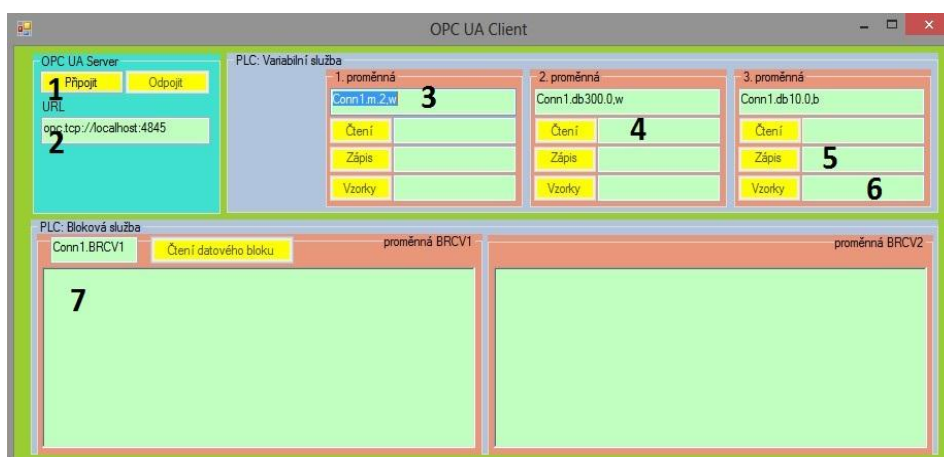 OPC UA Client
OPC UA Server
1 Připojit Odpojit
URL
opc.tcp://localhost:4845
2
PLC: Variabilní služba
1. proměnná
Conn1.m.2,w 3
Čtení
Zápis
Vzorky
2. proměnná
Conn1.db300.0,w
Čtení 4
Zápis
Vzorky
3. proměnná
Conn1.db10.0,b
Čtení
Zápis 5
Vzorky 6
PLC: Bloková služba
Conn1.BRCV1 Čtení datového bloku proměnná BRCV1
7
proměnná BRCV2